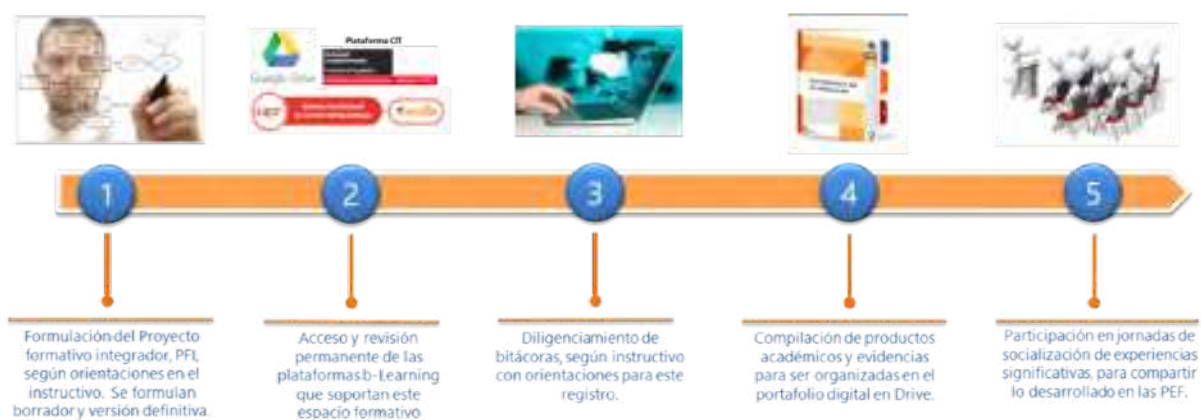 Google Drive
Plataforma CIT
1
2
3
4
5
Formulación del Proyecto
formativo integrador, PFI,
según orientaciones en el
instructivo. Se formulan
borrador y versión definitiva.
Acceso y revisión
permanente de las
plataformas b-Learning
que soportan este
espacio formativo
Diligenciamiento de
bitácoras, según instructivo
con orientaciones para este
registro.
Compilación de productos
académicos y evidencias
para ser organizadas en el
portafolio digital en Drive.
Participación en jornadas de
socialización de experiencias
significativas, para compartir
lo desarrollado en las PEF.